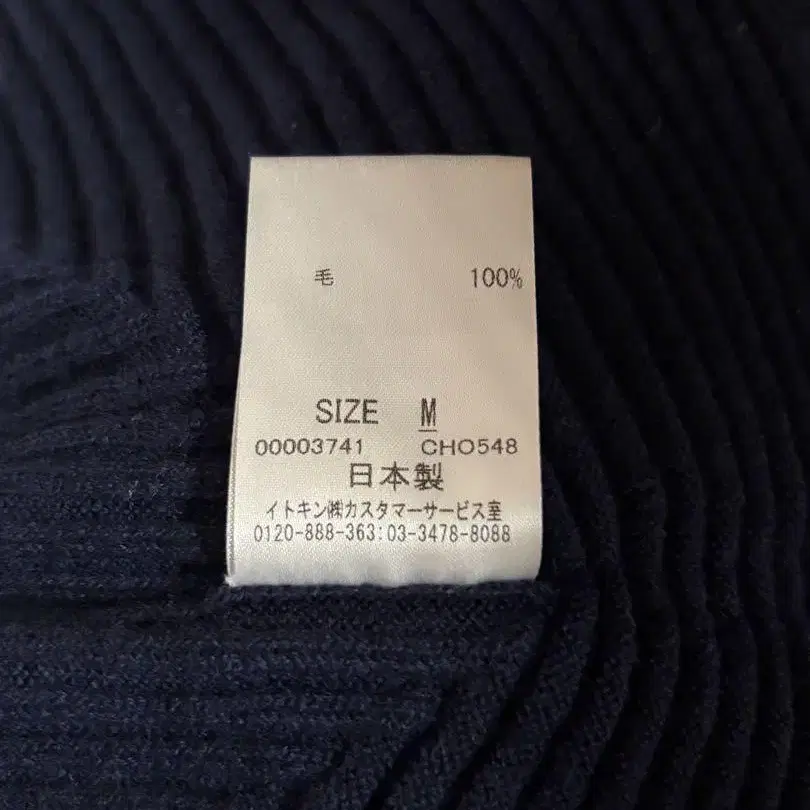 毛 100%
SIZE M
00003741 CHO548
日本製
イトキン㈱カスタマーサービス室
0120-888-363:03-3478-8088